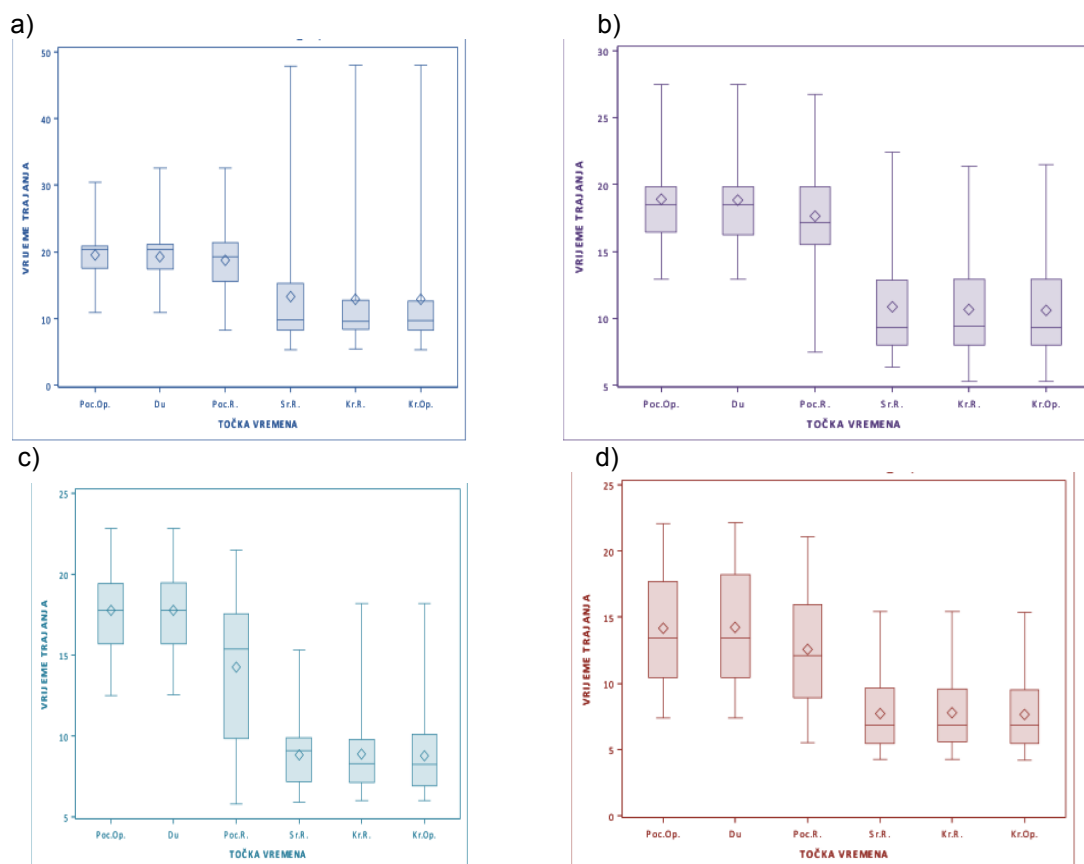 a)
50
40
30
20
10
0
VRIJEME TRAJANJA
Poc.Op. Du Poc.R. Sr.R. Kr.R. Kr.Op.
TOČKA VREMENA
b)
30
25
20
15
10
5
VRIJEME TRAJANJA
Poc.Op. Du Poc.R. Sr.R. Kr.R. Kr.Op.
TOČKA VREMENA
c)
25
20
15
10
5
VRIJEME TRAJANJA
Poc.Op. Du Poc.R. Sr.R. Kr.R. Kr.Op.
TOČKA VREMENA
d)
25
20
15
10
5
0
VRIJEME TRAJANJA
Poc.Op. Du Poc.R. Sr.R. Kr.R. Kr.Op.
TOČKA VREMENA